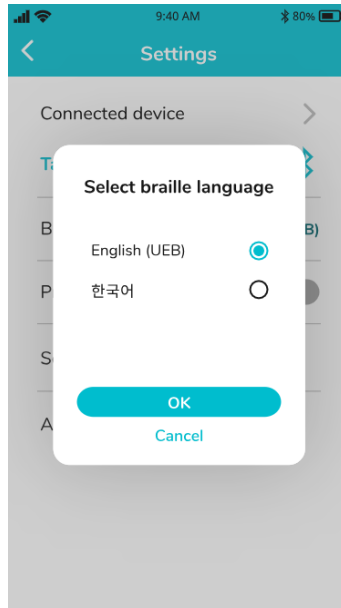 9:40 AM
80%
Settings
Connected device
Select braille language
English (UEB)
한국어
OK
Cancel